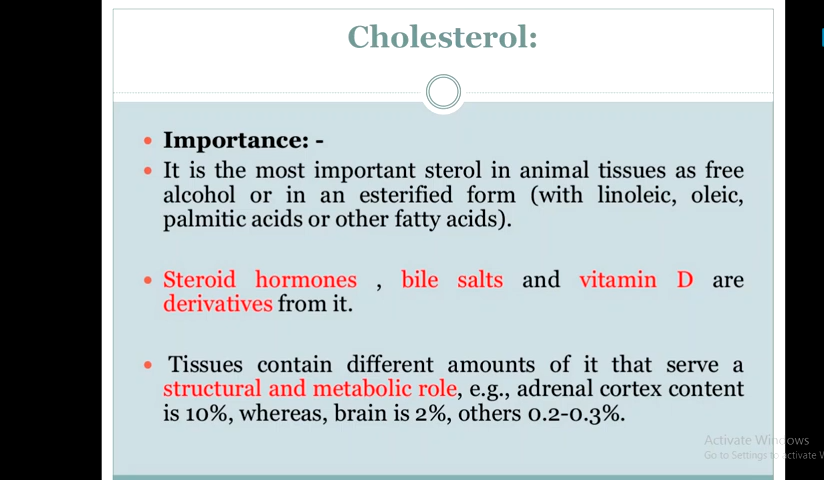 Cholesterol:
Importance: -
It is the most important sterol in animal tissues as free
alcohol or in an esterified form (with linoleic, oleic,
palmitic acids or other fatty acids).
Steroid hormones , bile salts and vitamin D are
derivatives from it.
Tissues contain different amounts of it that serve a
structural and metabolic role, e.g., adrenal cortex content
is 10%, whereas, brain is 2%, others 0.2-0.3%.
Activate Windows
Go to Settings to activate W